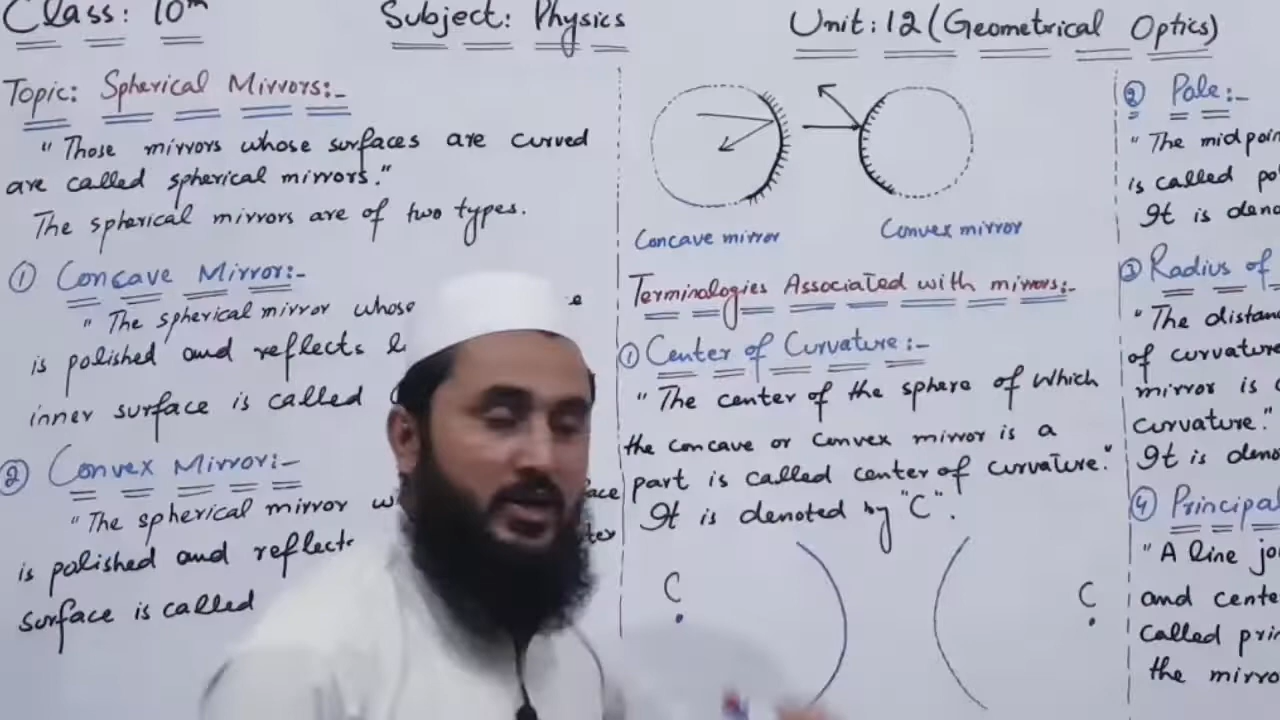 Class: 10th
Subject: Physics
Unit: 12 (Geometrical Optics)
Topic: Spherical Mirrors:-
"Those mirrors whose surfaces are curved
are called spherical mirrors."
The spherical mirrors are of two types.
① Concave Mirror:-
"The spherical mirror whose
is polished and reflects
inner surface is called
② Convex Mirror:-
"The spherical mirror
is polished and reflect
surface is called
Concave mirror
Convex mirror
Terminologies Associated with mirrors:-
① Center of Curvature:-
"The center of the sphere of which
the concave or convex mirror is a
part is called center of curvature."
It is denoted by "C".
C
C
② Pole:-
"The midpoin
is called po
It is deno
③ Radius of
"The distan
of curvature
mirror is
curvature."
It is deno
④ Principal
"A line jo
and cente
called prin
the mirro